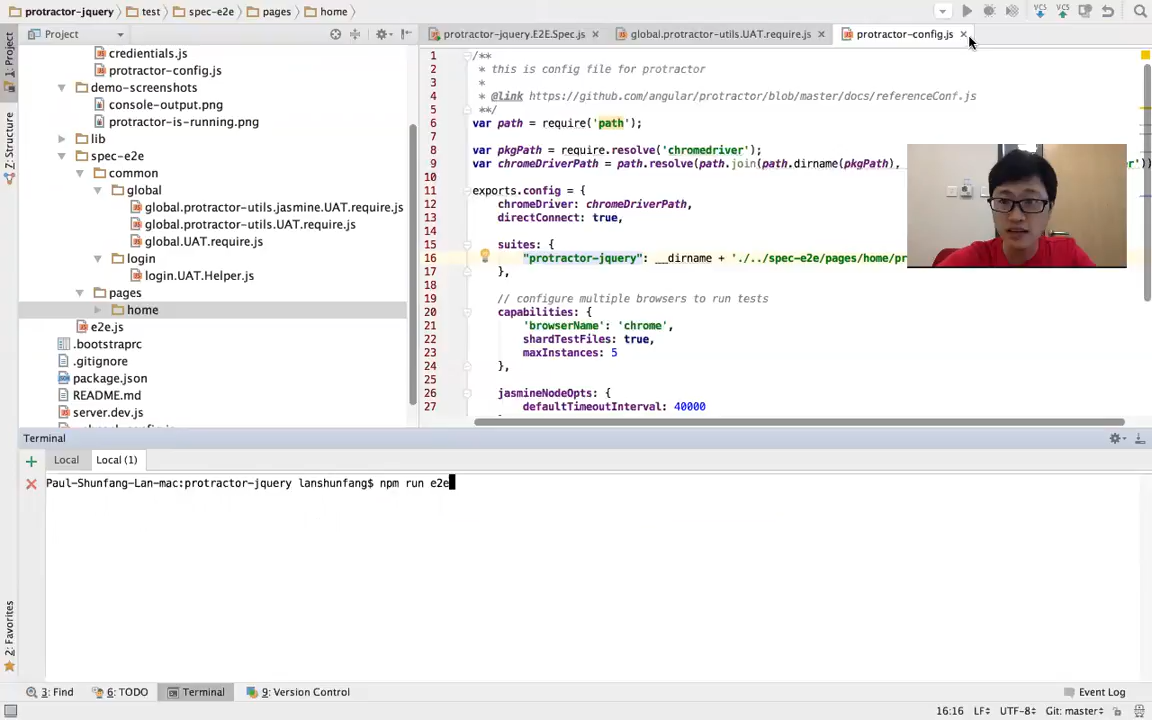 protractor-jquery test spec-e2e pages home
Project
protractor-jquery.E2E.Spec.js global.protractor-utils.UAT.require.js protractor-config.js
1: Project
7: Structure
2: Favorites
credentials.js
protractor-config.js
demo-screenshots
console-output.png
protractor-is-running.png
lib
spec-e2e
common
global
global.protractor-utils.jasmine.UAT.require.js
global.protractor-utils.UAT.require.js
global.UAT.require.js
login
login.UAT.Helper.js
pages
home
e2e.js
.bootstraprc
.gitignore
package.json
README.md
server.dev.js
1 /**
2 * this is config file for protractor
3 *
4 * @link https://github.com/angular/protractor/blob/master/docs/referenceConf.js
5 **/
6 var path = require('path');
7
8 var pkgPath = require.resolve('chromedriver');
9 var chromeDriverPath = path.resolve(path.join(path.dirname(pkgPath),
10
11 exports.config = {
12 chromeDriver: chromeDriverPath,
13 directConnect: true,
14
15 suites: {
16 "protractor-jquery": __dirname + './../spec-e2e/pages/home/pr
17 },
18
19 // configure multiple browsers to run tests
20 capabilities: {
21 'browserName': 'chrome',
22 shardTestFiles: true,
23 maxInstances: 5
24 },
25
26 jasmineNodeOpts: {
27 defaultTimeoutInterval: 40000
VCS VCS
Terminal
Local Local (1)
Paul-Shunfang-Lan-mac:protractor-jquery lanshunfang$ npm run e2e
3: Find 6: TODO Terminal 9: Version Control Event Log
16:16 LF UTF-8 Git: master